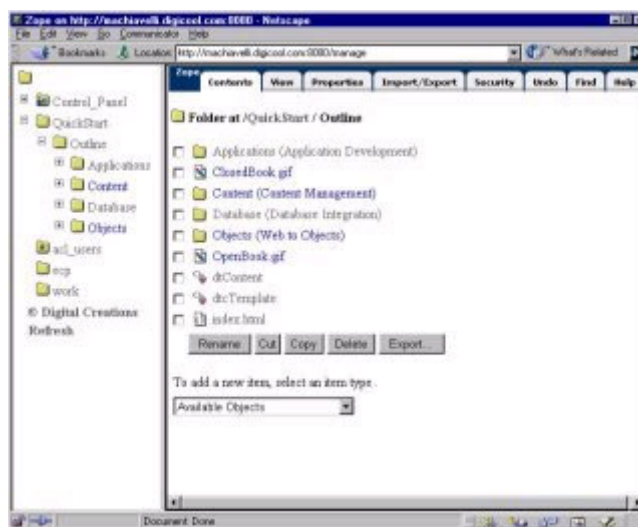 Zope on http://machiavelli.digicool.com:8080 - Netscape
File Edit View Go Communicator Help
Bookmarks Location: http://machiavelli.digicool.com:8080/manage What's Related
Zope Contents View Properties Import/Export Security Undo Find Help
Control_Panel
QuickStart
Outline
Applications
Content
Database
Objects
acl_users
work
© Digital Creations
Refresh
Folder at /QuickStart / Outline
Applications (Application Development)
ClosedBook.gif
Content (Content Management)
Database (Database Integration)
Objects (Web to Objects)
OpenBook.gif
dtContent
dtcTemplate
index.html
Rename Cut Copy Delete Export...
To add a new item, select an item type.
Available Objects
Document Done